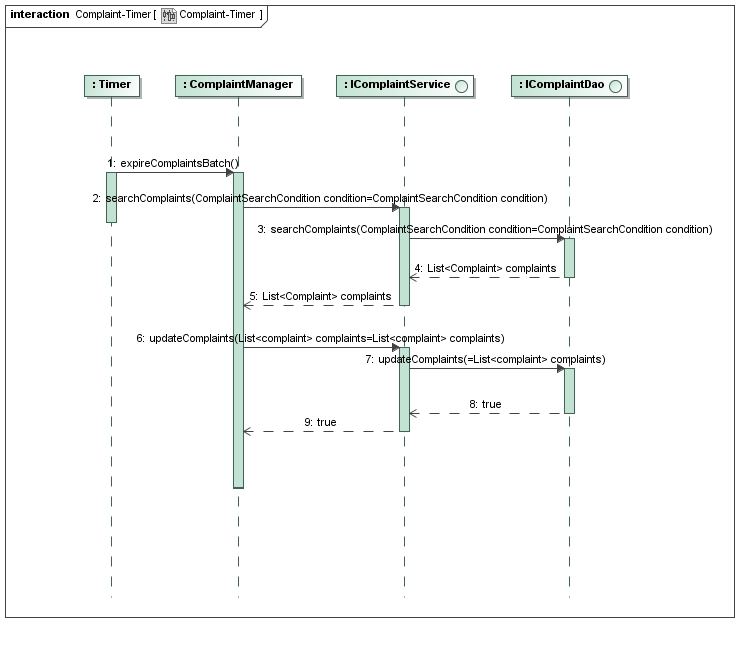 interaction Complaint-Timer [ Complaint-Timer ]
: Timer
: ComplaintManager
: IComplaintService
: IComplaintDao
1: expireComplaintsBatch()
2: searchComplaints(ComplaintSearchCondition condition=ComplaintSearchCondition condition)
3: searchComplaints(ComplaintSearchCondition condition=ComplaintSearchCondition condition)
4: List<Complaint> complaints
5: List<Complaint> complaints
6: updateComplaints(List<complaint> complaints=List<complaint> complaints)
7: updateComplaints(=List<complaint> complaints)
8: true
9: true